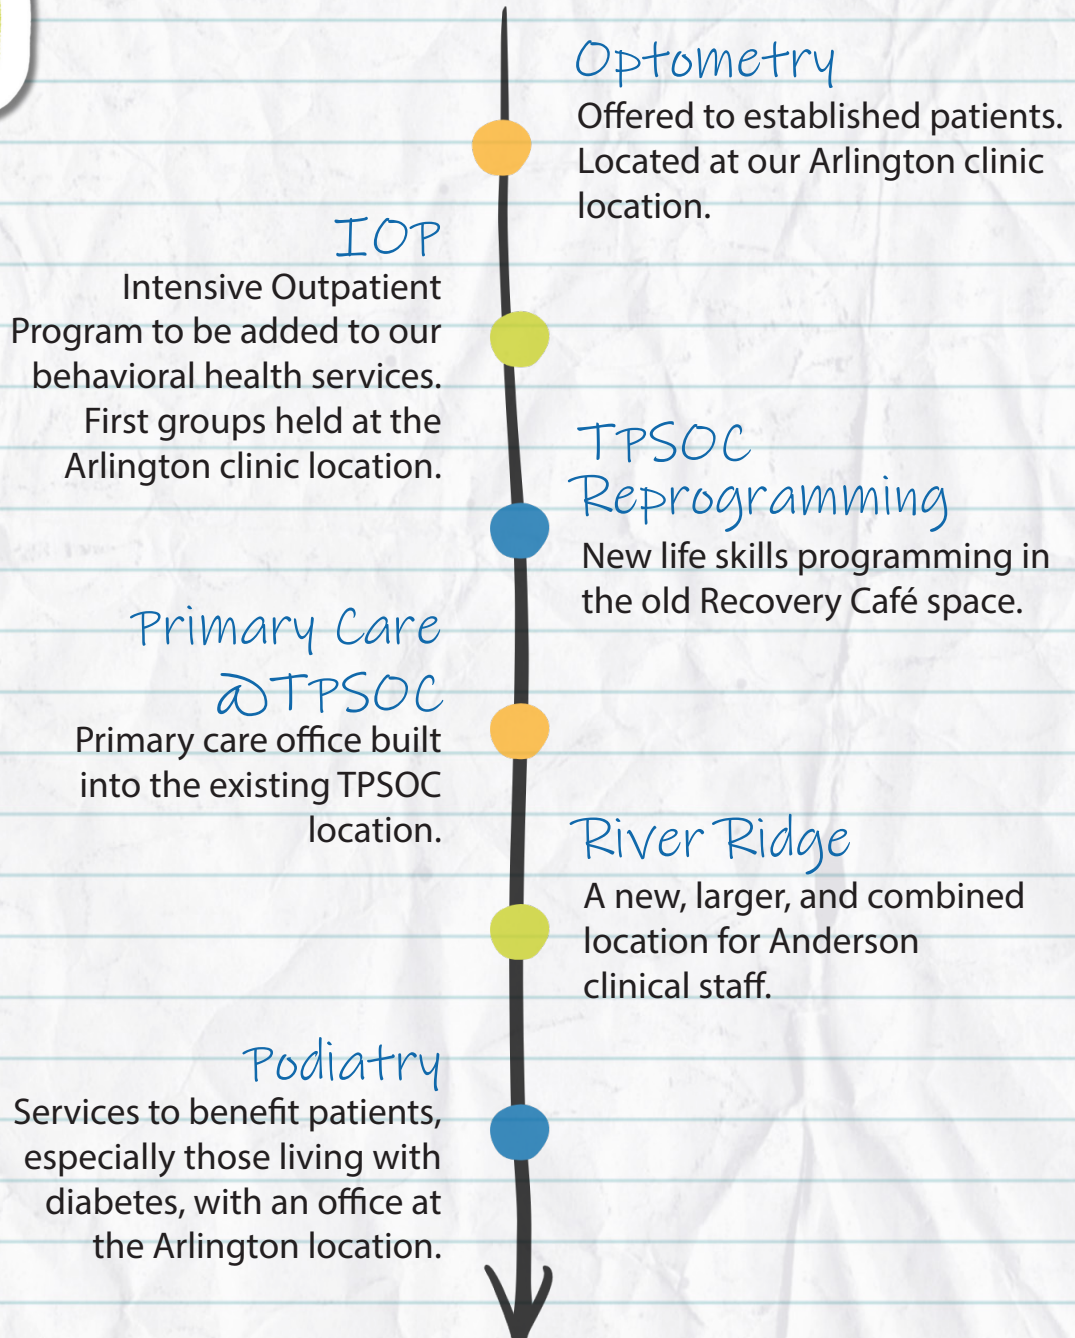 Optometry
Offered to established patients.
Located at our Arlington clinic
location.
IOP
Intensive Outpatient
Program to be added to our
behavioral health services.
First groups held at the
Arlington clinic location.
TPSOC
Reprogramming
New life skills programming in
the old Recovery Café space.
Primary Care
@TPSOC
Primary care office built
into the existing TPSOC
location.
River Ridge
A new, larger, and combined
location for Anderson
clinical staff.
Podiatry
Services to benefit patients,
especially those living with
diabetes, with an office at
the Arlington location.